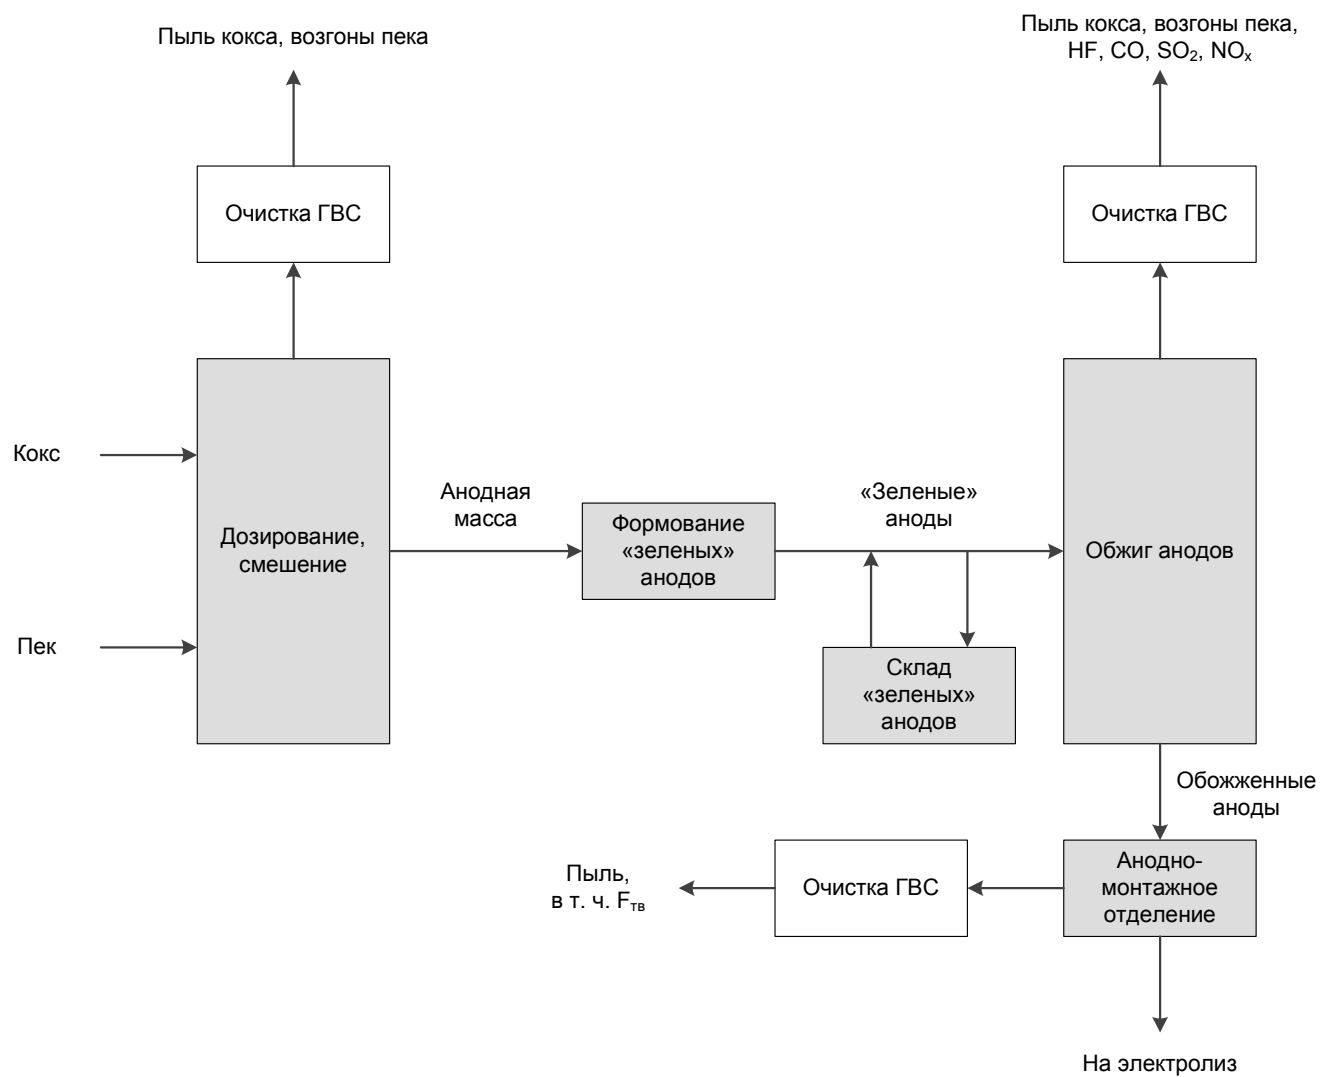 Пыль кокса, возгоны пека
Пыль кокса, возгоны пека,
HF, CO, SO₂, NOₓ
Очистка ГВС
Очистка ГВС
Кокс
Пек
Дозирование,
смешение
Анодная
масса
Формование
«зеленых»
анодов
«Зеленые»
аноды
Обжиг анодов
Склад
«зеленых»
анодов
Обожженные
аноды
Анодно-
монтажное
отделение
Очистка ГВС
Пыль,
в т. ч. Fтв
На электролиз